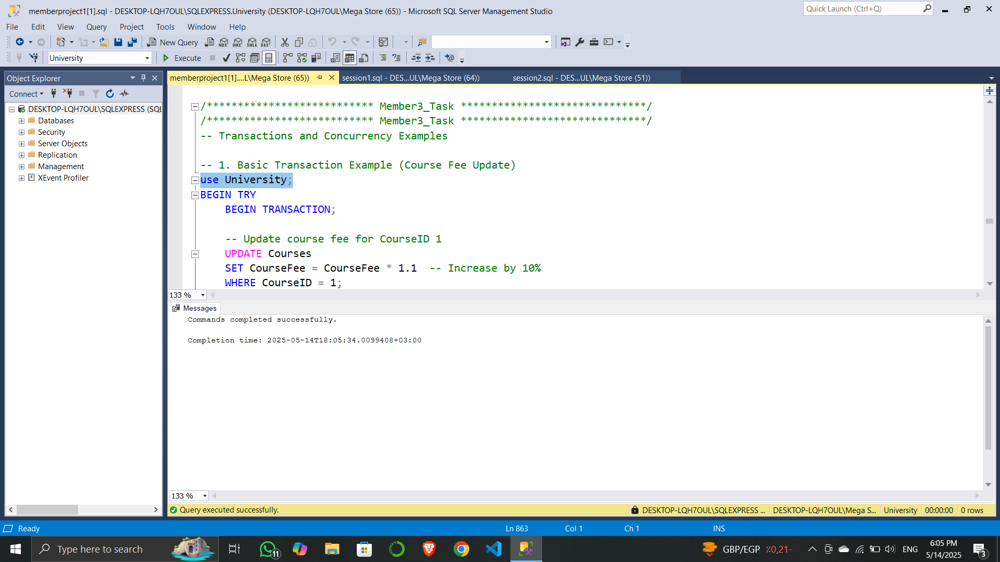 memberproject1[1].sql - DESKTOP-LQH7OUL\SQLEXPRESS.University (DESKTOP-LQH7OUL\Mega Store (65)) - Microsoft SQL Server Management Studio
Quick Launch (Ctrl+Q)
File Edit View Query Project Tools Window Help
New Query MDX DMX XMLA DAX
University
Execute
Object Explorer
memberproject1[1]....L\Mega Store (65))
session1.sql - DES...UL\Mega Store (64))
session2.sql - DES...UL\Mega Store (51))
Connect
DESKTOP-LQH7OUL\SQLEXPRESS (SQL
Databases
Security
Server Objects
Replication
Management
XEvent Profiler
/*************************** Member3_Task ******************************/
/*************************** Member3_Task ******************************/
-- Transactions and Concurrency Examples
-- 1. Basic Transaction Example (Course Fee Update)
use University;
BEGIN TRY
BEGIN TRANSACTION;
-- Update course fee for CourseID 1
UPDATE Courses
SET CourseFee = CourseFee * 1.1 -- Increase by 10%
WHERE CourseID = 1;
133 %
Messages
Commands completed successfully.
Completion time: 2025-05-14T18:05:34.0099408+03:00
133 %
Query executed successfully.
DESKTOP-LQH7OUL\SQLEXPRESS ...
DESKTOP-LQH7OUL\Mega S...
University
00:00:00
0 rows
Ready
Ln 863
Col 1
Ch 1
INS
Type here to search
11
GBP/EGP ٪0,21-
ENG
6:05 PM
5/14/2025
3